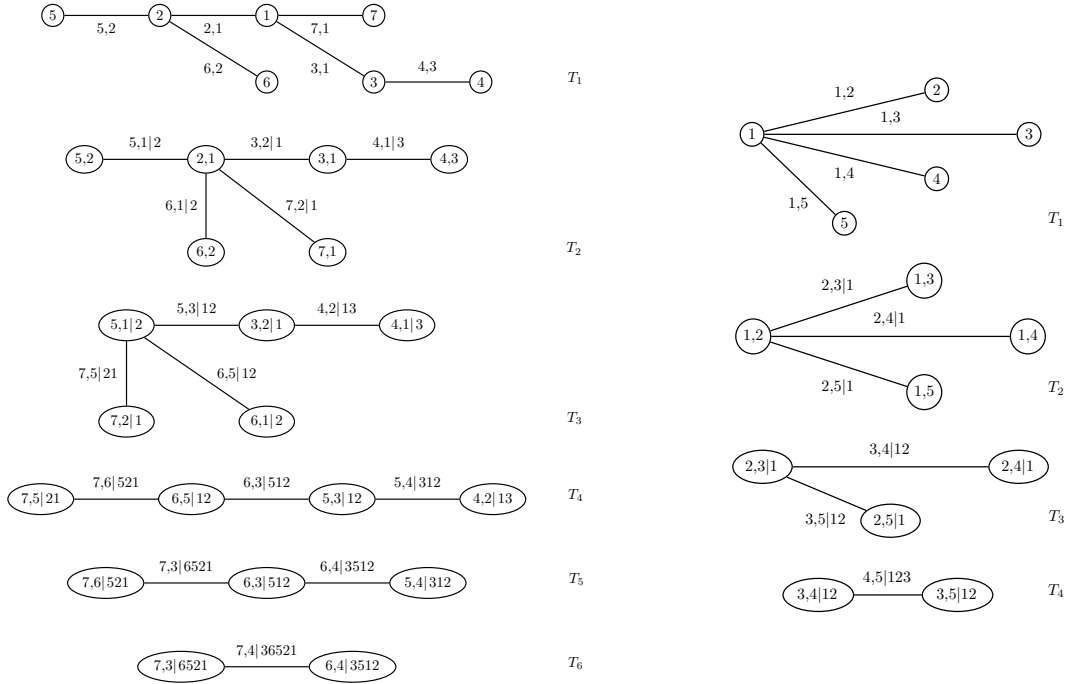 5 2 1 7
5,2 2,1 7,1
6,2 3,1 4,3
6 3 4
T1
5,1|2 3,2|1 4,1|3
5,2 2,1 3,1 4,3
6,1|2 7,2|1
6,2 7,1
T2
5,3|12 4,2|13
5,1|2 3,2|1 4,1|3
7,5|21 6,5|12
7,2|1 6,1|2
T3
7,6|521 6,3|512 5,4|312
7,5|21 6,5|12 5,3|12 4,2|13
T4
7,3|6521 6,4|3512
7,6|521 6,3|512 5,4|312
T5
7,4|36521
7,3|6521 6,4|3512
T6
1,2 2
1,3
1 3
1,4 4
1,5
5
T1
2,3|1 1,3
2,4|1
1,2 1,4
2,5|1 1,5
T2
3,4|12
2,3|1 2,4|1
3,5|12 2,5|1
T3
4,5|123
3,4|12 3,5|12
T4